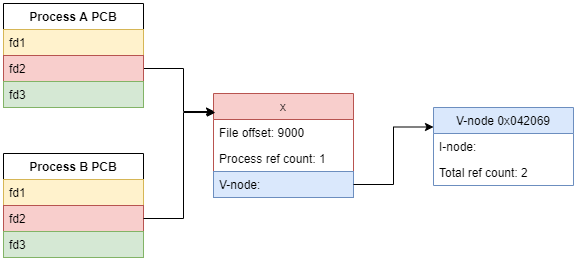 Process A PCB
fd1
fd2
fd3
Process B PCB
fd1
fd2
fd3
x
File offset: 9000
Process ref count: 1
V-node:
V-node 0x042069
I-node:
Total ref count: 2